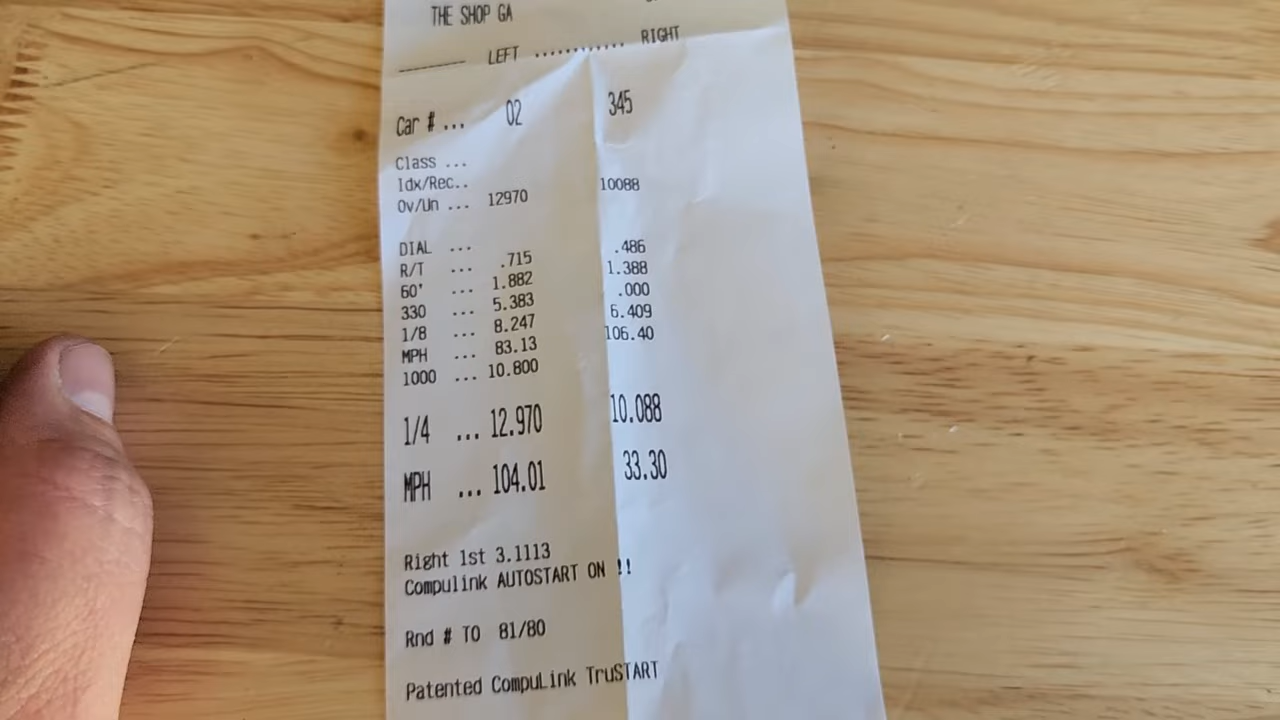 THE SHOP GA
LEFT ............ RIGHT
Car # ... 02 345
Class ...
Idx/Rec..
Ov/Un ... 12970 10088
DIAL ...
R/T ... .715 .486
60' ... 1.882 1.388
330 ... 5.383 .000
1/8 ... 8.247 6.409
MPH ... 83.13 106.40
1000 ... 10.800
1/4 ... 12.970 10.088
MPH ... 104.01 33.30
Right 1st 3.1113
Compulink AUTOSTART ON !!
Rnd # TO 81/80
Patented CompuLink TruSTART